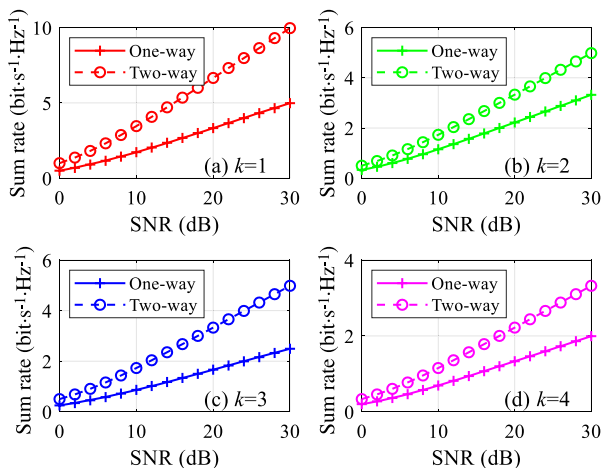 10
5
0
Sum rate (bit·s⁻¹·Hz⁻¹)
One-way
Two-way
(a) k=1
0 10 20 30
SNR (dB)
6
4
2
0
Sum rate (bit·s⁻¹·Hz⁻¹)
One-way
Two-way
(b) k=2
0 10 20 30
SNR (dB)
6
4
2
0
Sum rate (bit·s⁻¹·Hz⁻¹)
One-way
Two-way
(c) k=3
0 10 20 30
SNR (dB)
4
2
0
Sum rate (bit·s⁻¹·Hz⁻¹)
One-way
Two-way
(d) k=4
0 10 20 30
SNR (dB)